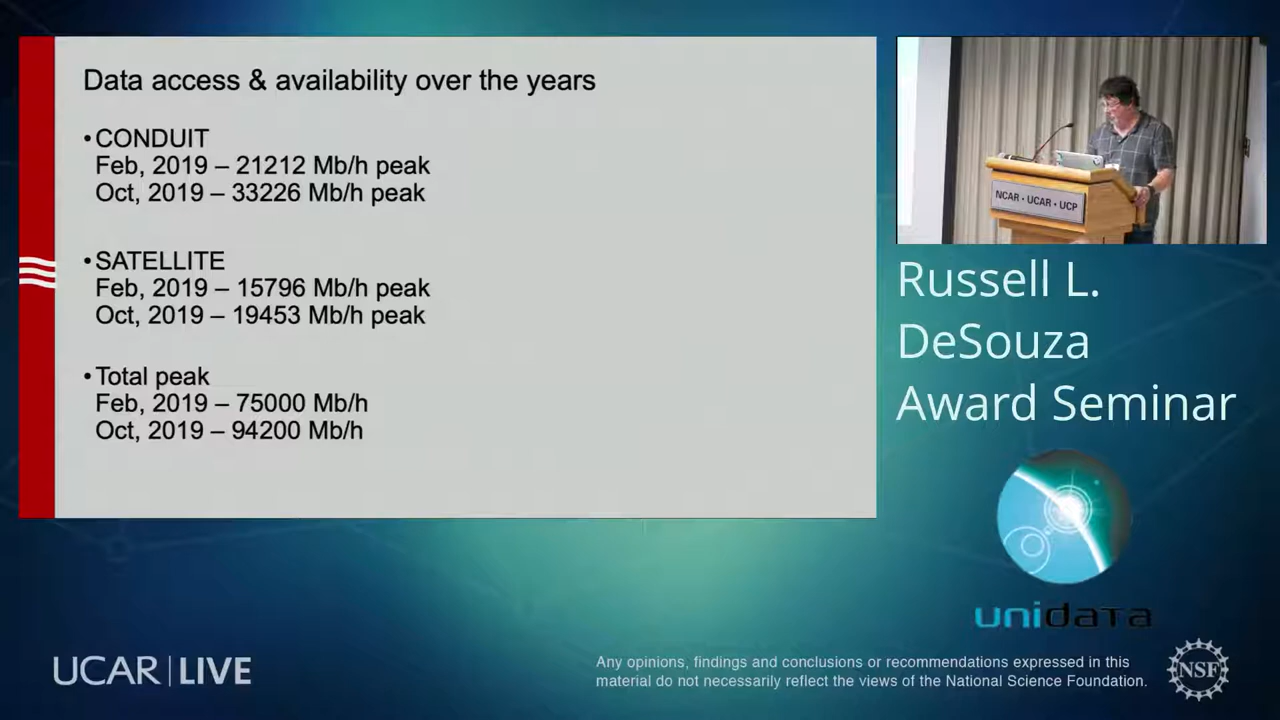 Data access & availability over the years
•CONDUIT
Feb, 2019 – 21212 Mb/h peak
Oct, 2019 – 33226 Mb/h peak
•SATELLITE
Feb, 2019 – 15796 Mb/h peak
Oct, 2019 – 19453 Mb/h peak
•Total peak
Feb, 2019 – 75000 Mb/h
Oct, 2019 – 94200 Mb/h
NCAR • UCAR • UCP
Russell L.
DeSouza
Award Seminar
unidata
UCAR | LIVE
Any opinions, findings and conclusions or recommendations expressed in this
material do not necessarily reflect the views of the National Science Foundation.
NSF